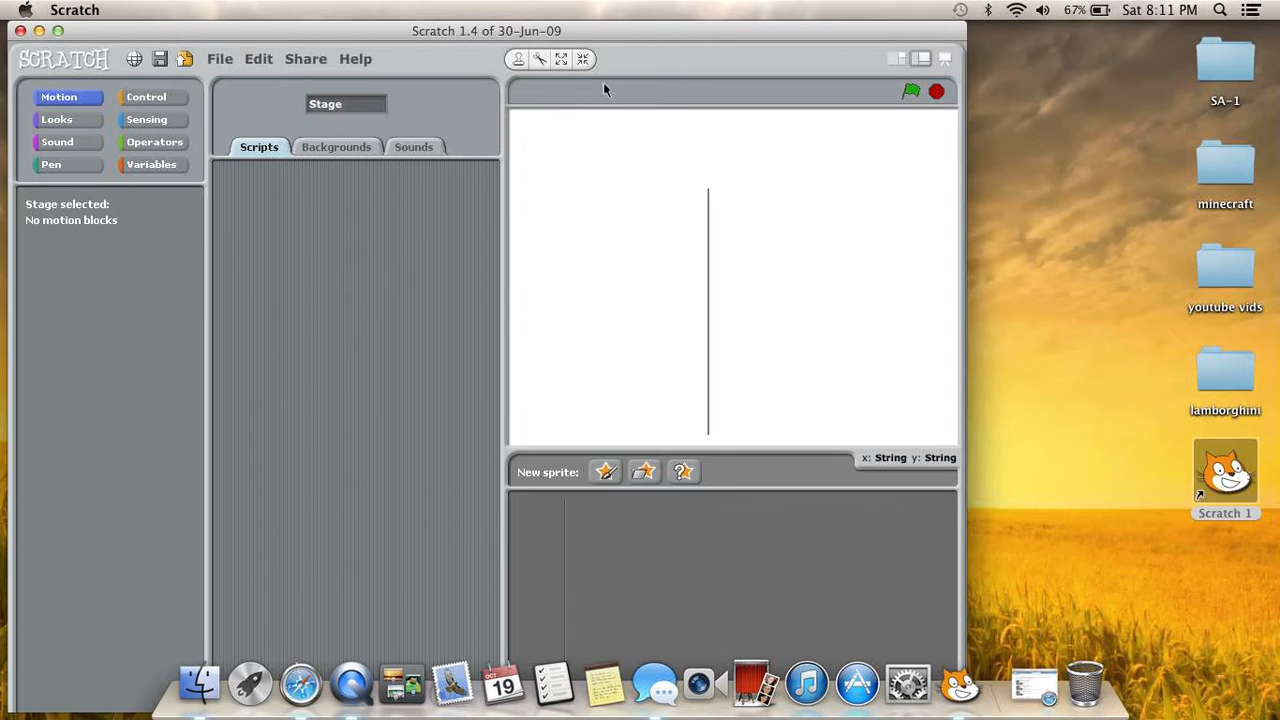 Scratch
67%
Sat 8:11 PM
Scratch 1.4 of 30-Jun-09
SCRATCH
File
Edit
Share
Help
Motion
Control
Looks
Sensing
Sound
Operators
Pen
Variables
Stage selected:
No motion blocks
Stage
Scripts
Backgrounds
Sounds
x: String y: String
New sprite:
SA-1
minecraft
youtube vids
lamborghini
Scratch 1
OCT
19